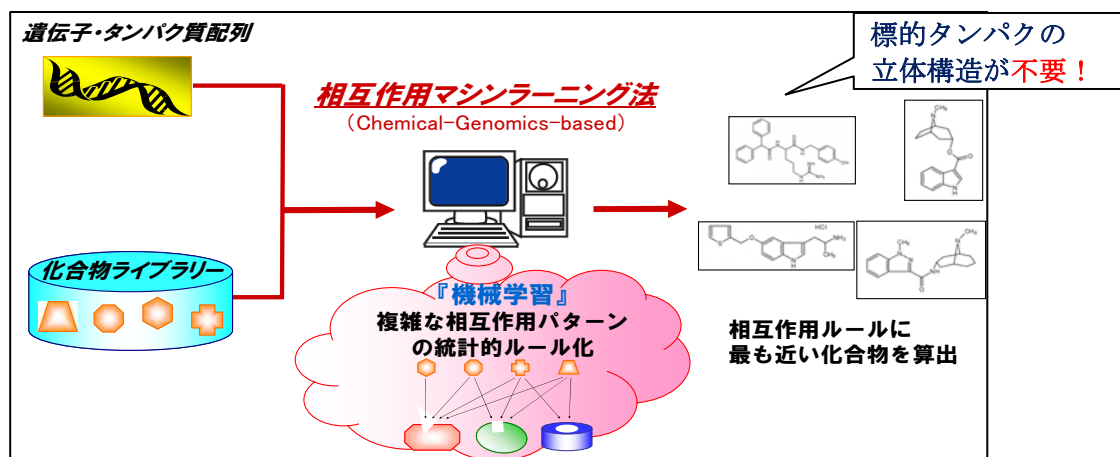 遺伝子・タンパク質配列
標的タンパクの
立体構造が不要！
相互作用マシンラーニング法
（Chemical-Genomics-based）
化合物ライブラリー
『機械学習』
複雑な相互作用パターン
の統計的ルール化
相互作用ルールに
最も近い化合物を算出
HCl